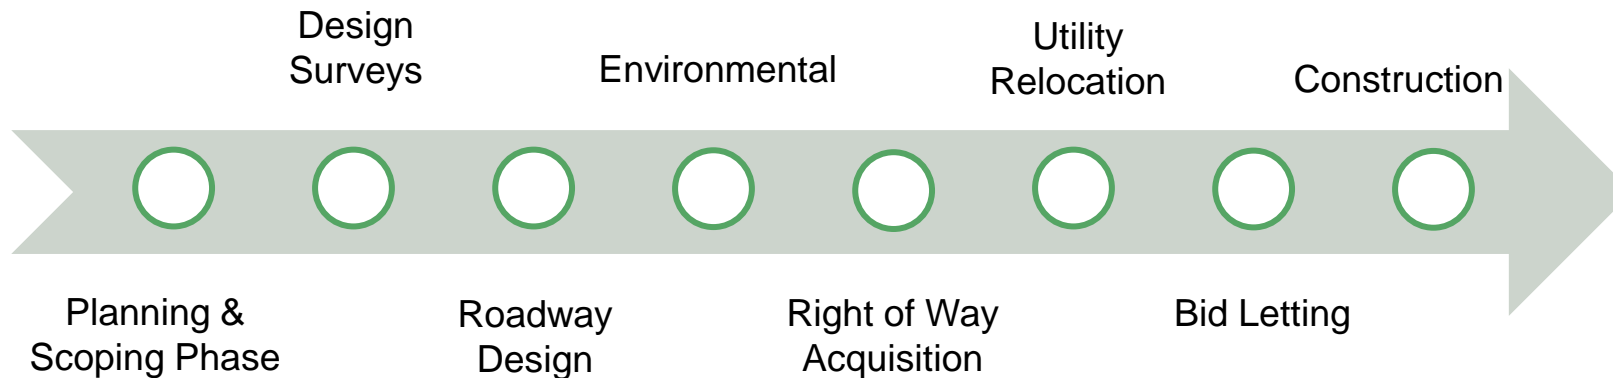 Design
Surveys
Environmental
Utility
Relocation
Construction
Planning &
Scoping Phase
Roadway
Design
Right of Way
Acquisition
Bid Letting